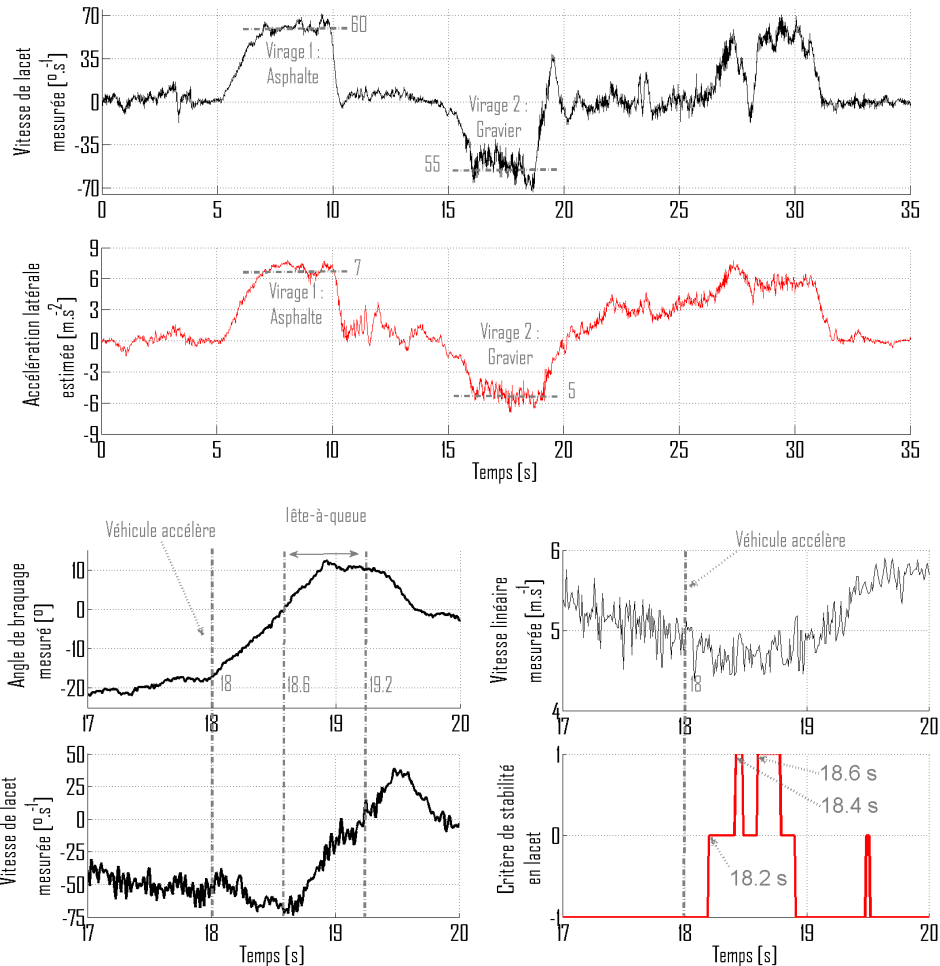 Vitesse de lacet
mesurée [º.s-1]
70
35
0
-35
-70
60
Virage 1 :
Asphalte
55
Virage 2 :
Gravier
0 5 10 15 20 25 30 35
Accélération latérale
estimée [m.s-2]
9
6
3
0
-3
-6
-9
7
Virage 1 :
Asphalte
Virage 2 :
Gravier
5
0 5 10 15 20 25 30 35
Temps [s]
Véhicule accélère
Tête-à-queue
Angle de braquage
mesuré [º]
10
0
-10
-20
18
18.6
19.2
17 18 19 20
Véhicule accélère
Vitesse linéaire
mesurée [m.s-1]
6
5
4
18
17 18 19 20
Vitesse de lacet
mesurée [º.s-1]
50
25
0
-25
-50
-75
17 18 19 20
Temps [s]
Critère de stabilité
en lacet
1
0
-1
18.6 s
18.4 s
18.2 s
17 18 19 20
Temps [s]